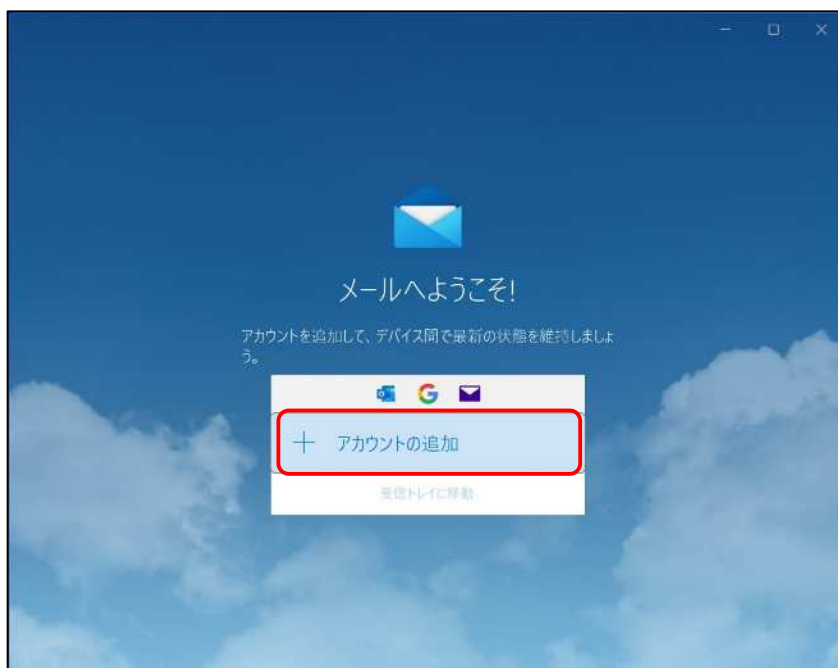 メールへようこそ!
アカウントを追加して、デバイス間で最新の状態を維持しましょ
う。
アカウントの追加
受信トレイに移動